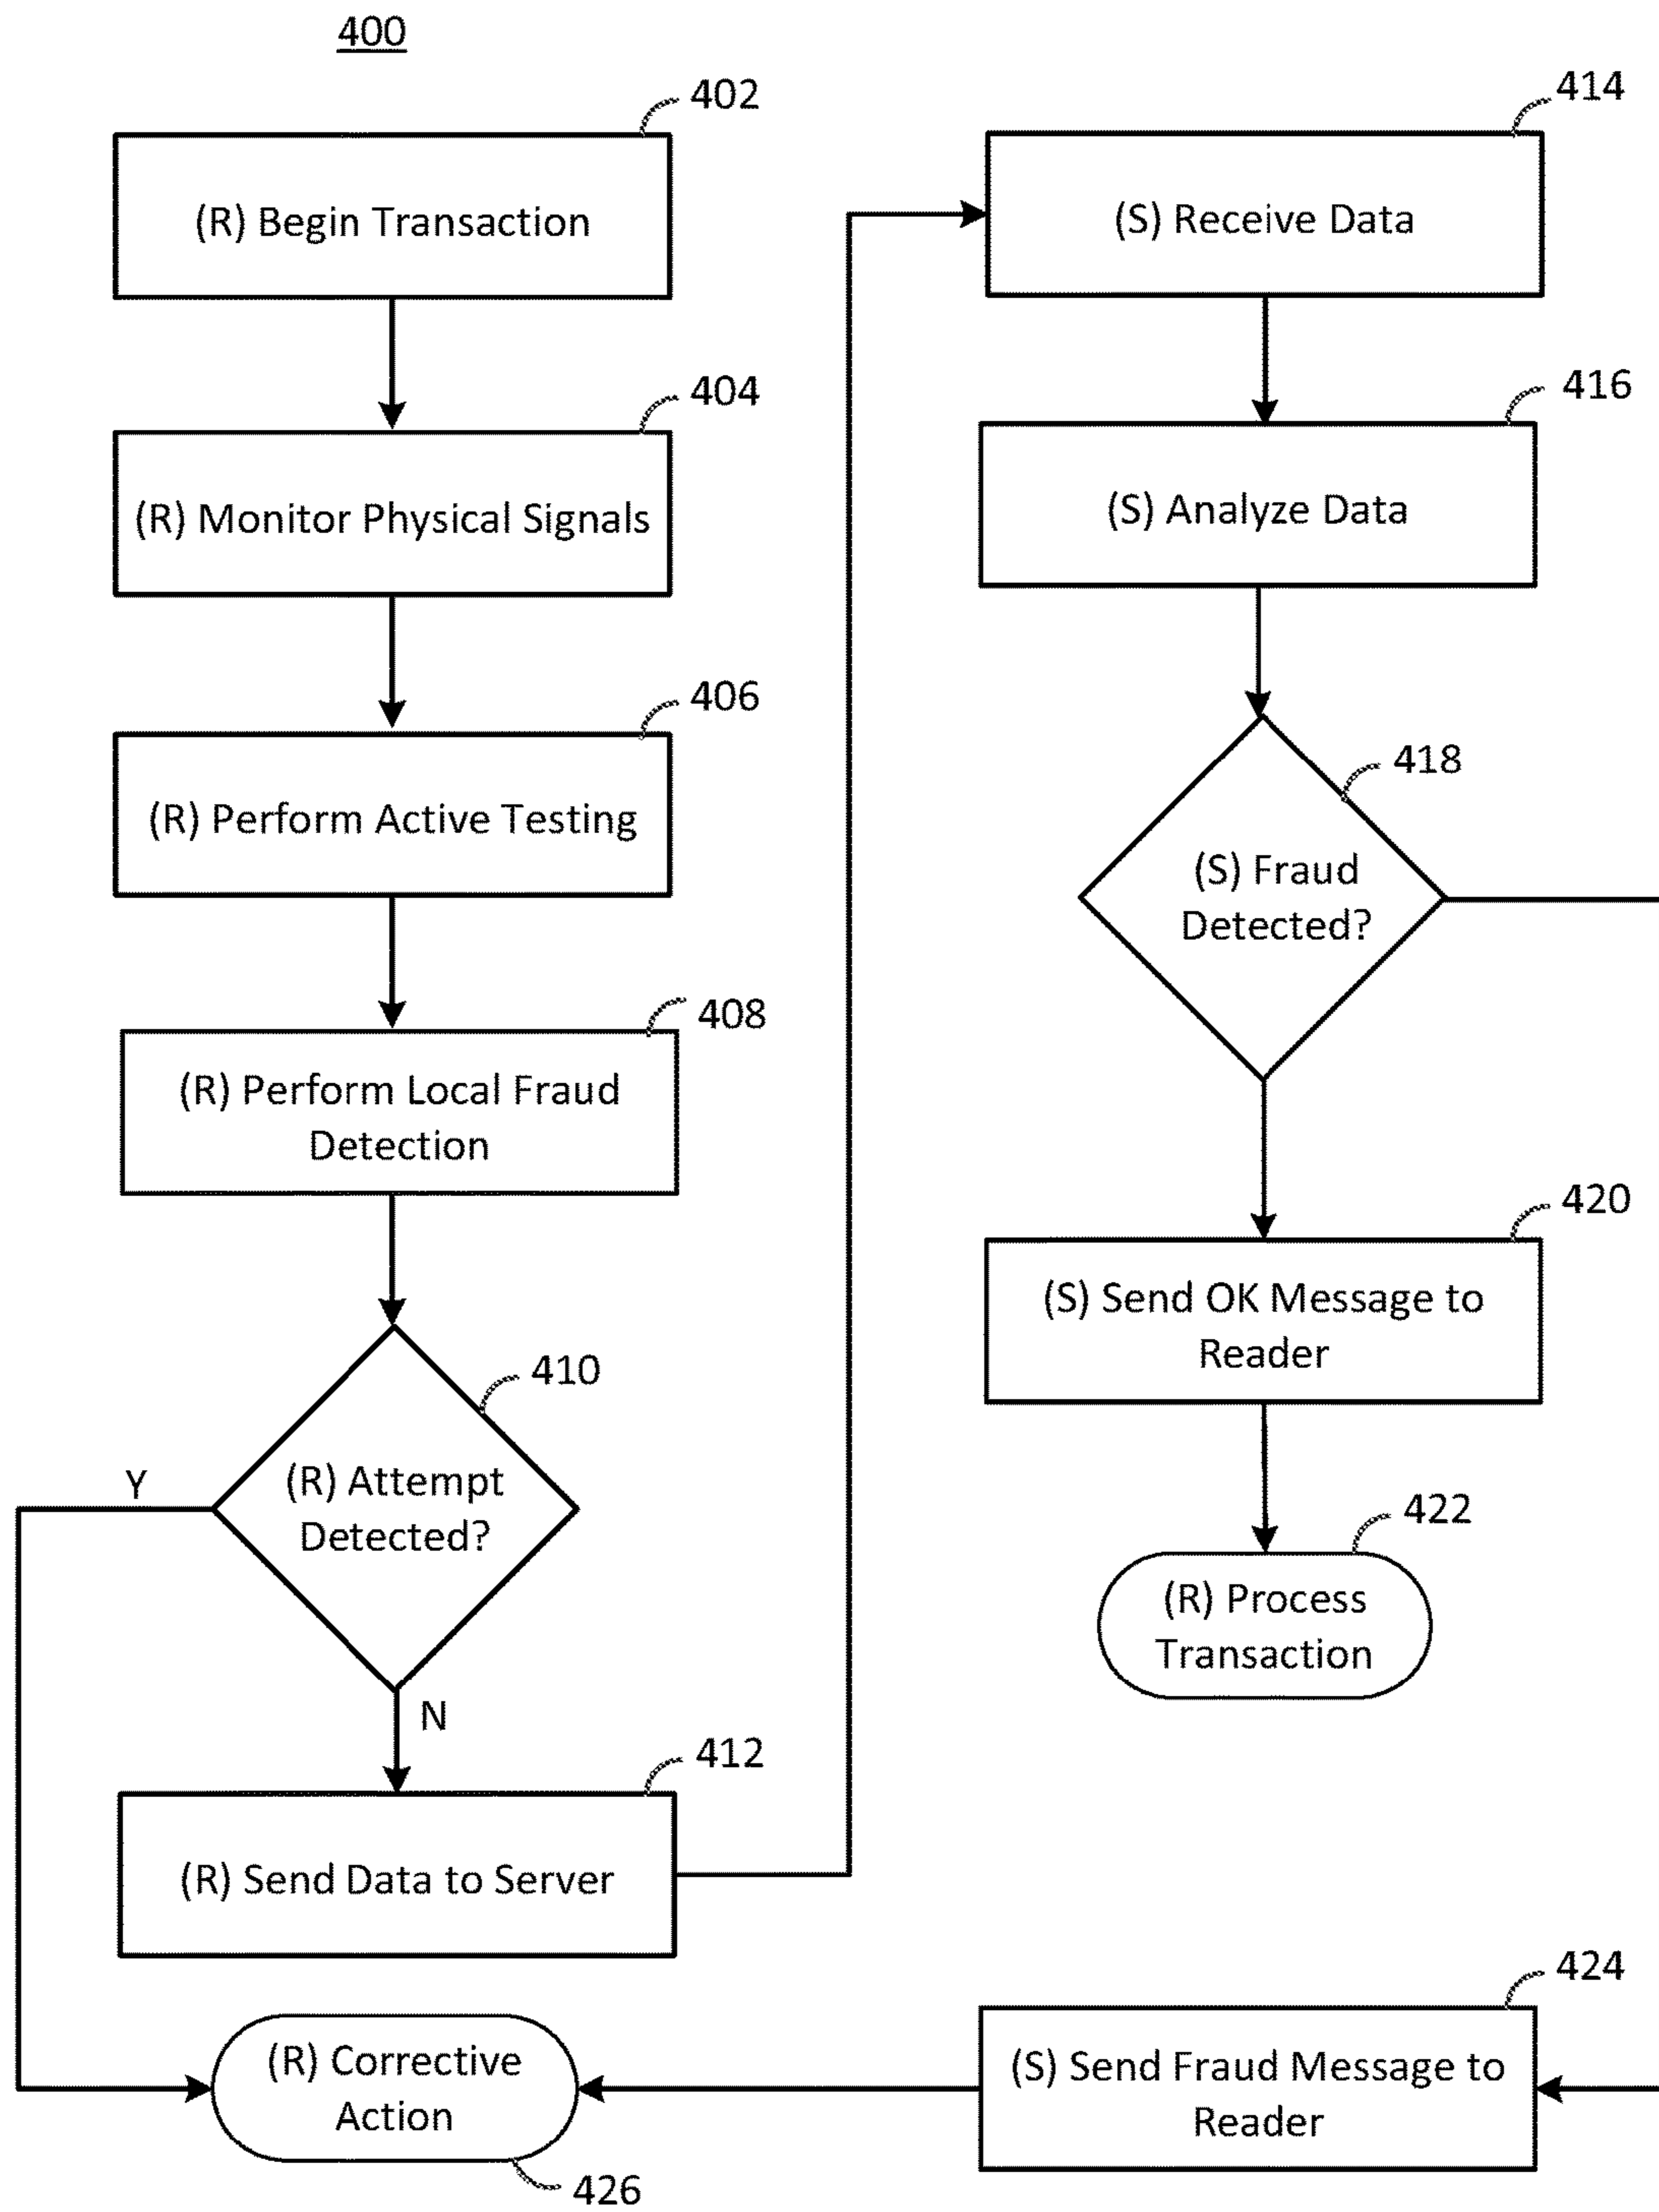 400
402
(R) Begin Transaction
404
(R) Monitor Physical Signals
406
(R) Perform Active Testing
408
(R) Perform Local Fraud
Detection
410
(R) Attempt
Detected?
Y
N
412
(R) Send Data to Server
414
(S) Receive Data
416
(S) Analyze Data
418
(S) Fraud
Detected?
420
(S) Send OK Message to
Reader
422
(R) Process
Transaction
424
(S) Send Fraud Message to
Reader
(R) Corrective
Action
426